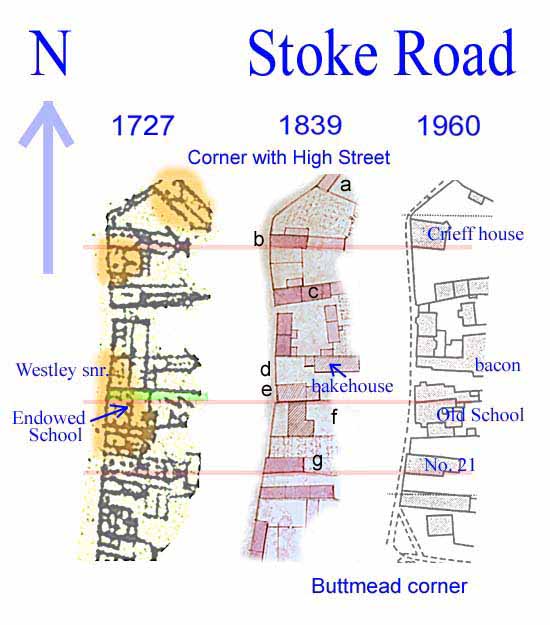 N Stoke Road
1727 1839 1960
Corner with High Street
a
b Crieff house
c
Westley snr. d bacon
e bakehouse
Endowed School f Old School
g No. 21
Buttmead corner